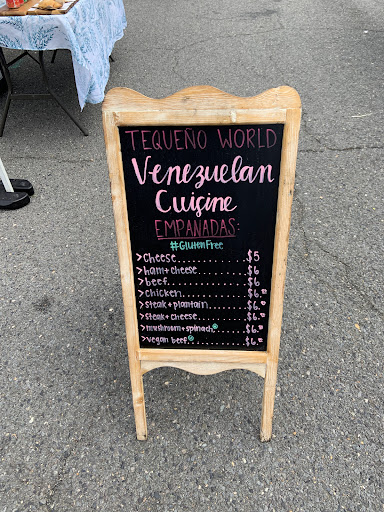 TEQUEÑO WORLD
Venezuelan
Cuisine
EMPANADAS:
#GlutenFree
>Cheese..............$5
>ham+cheese..........$6
>beef................$6
>chicken.............$6.
>steak+plantain......$6.
>steak+cheese........$6.
>mushroom+spinach....$6.
>vegan beef..........$6.